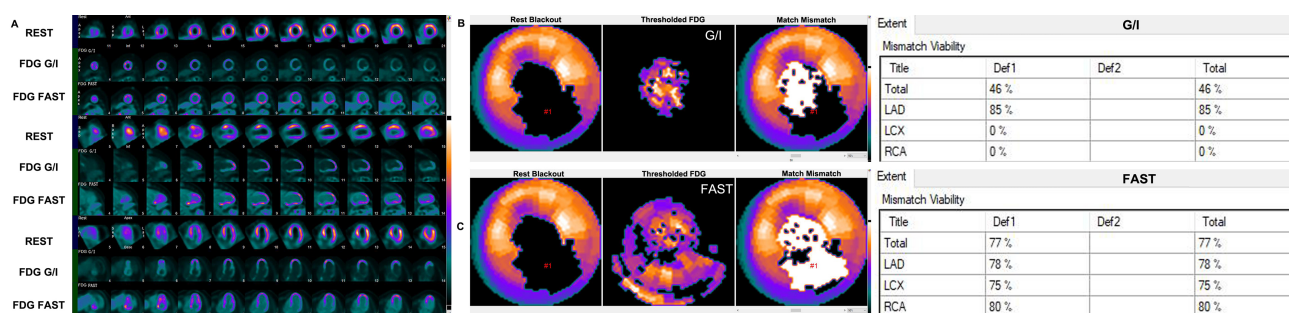 A
REST
FDG G/I
FDG FAST
REST
FDG G/I
FDG FAST
REST
FDG G/I
FDG FAST
B
Rest Blackout
Thresholded FDG
Match Mismatch
G/I
#1
#1
Extent
G/I
Mismatch Viability
Title Def1 Def2 Total
Total 46 % 46 %
LAD 85 % 85 %
LCX 0 % 0 %
RCA 0 % 0 %
C
Rest Blackout
Thresholded FDG
Match Mismatch
FAST
#1
#1
Extent
FAST
Mismatch Viability
Title Def1 Def2 Total
Total 77 % 77 %
LAD 78 % 78 %
LCX 75 % 75 %
RCA 80 % 80 %